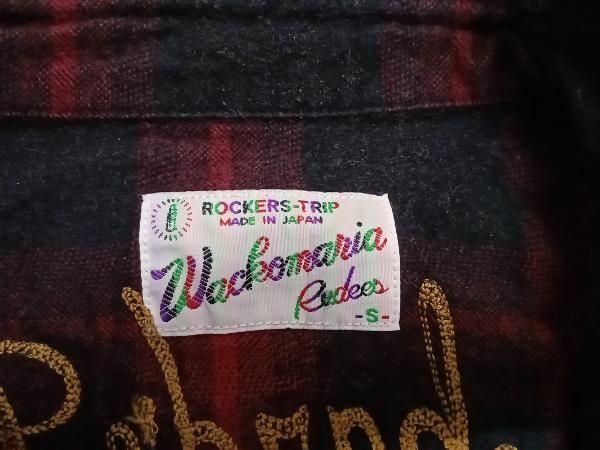 ROCKERS-TRIP
MADE IN JAPAN
Wackomaria
Rudees
-S-